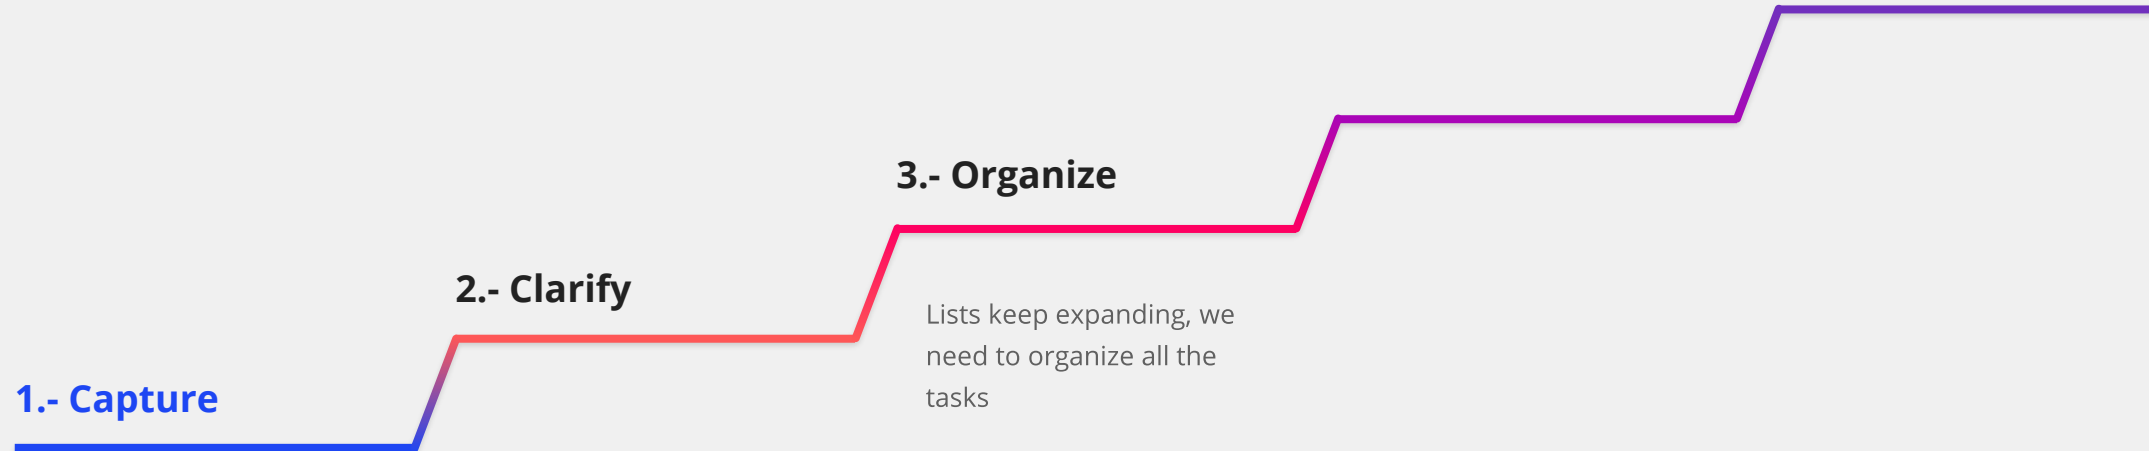 1.- Capture
2.- Clarify
3.- Organize
Lists keep expanding, we
need to organize all the
tasks